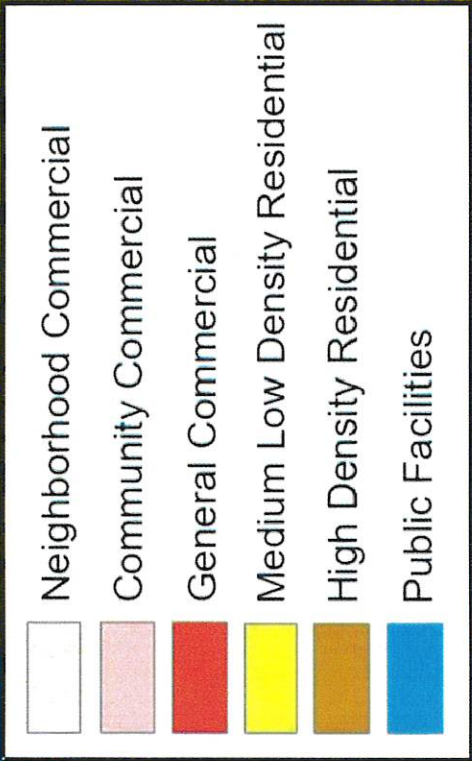 Neighborhood Commercial
Community Commercial
General Commercial
Medium Low Density Residential
High Density Residential
Public Facilities